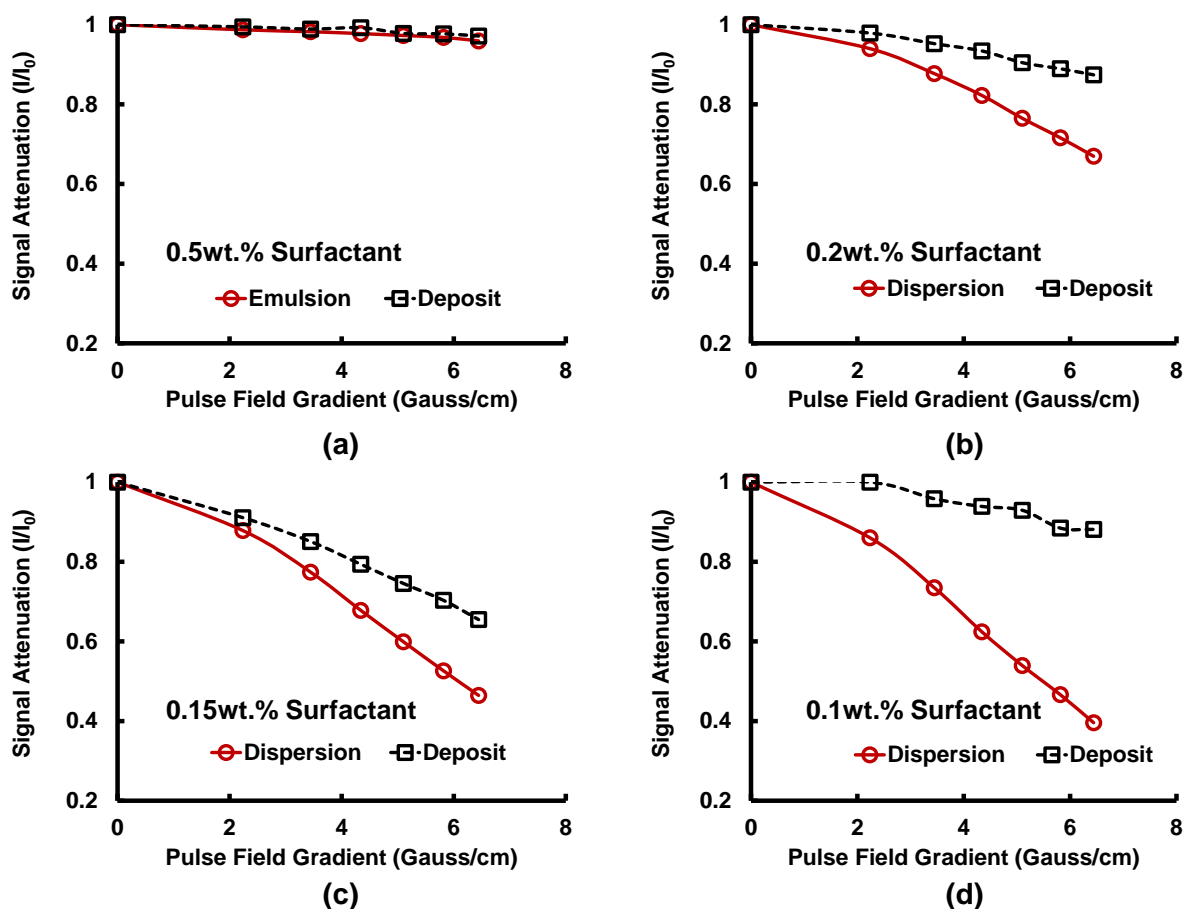 1
0.8
0.6
0.4
0.2
0 2 4 6 8
Signal Attenuation (I/I₀)
0.5wt.% Surfactant
Emulsion Deposit
Pulse Field Gradient (Gauss/cm)
(a)
1
0.8
0.6
0.4
0.2
0 2 4 6 8
Signal Attenuation (I/I₀)
0.2wt.% Surfactant
Dispersion Deposit
Pulse Field Gradient (Gauss/cm)
(b)
1
0.8
0.6
0.4
0.2
0 2 4 6 8
Signal Attenuation (I/I₀)
0.15wt.% Surfactant
Dispersion Deposit
Pulse Field Gradient (Gauss/cm)
(c)
1
0.8
0.6
0.4
0.2
0 2 4 6 8
Signal Attenuation (I/I₀)
0.1wt.% Surfactant
Dispersion Deposit
Pulse Field Gradient (Gauss/cm)
(d)